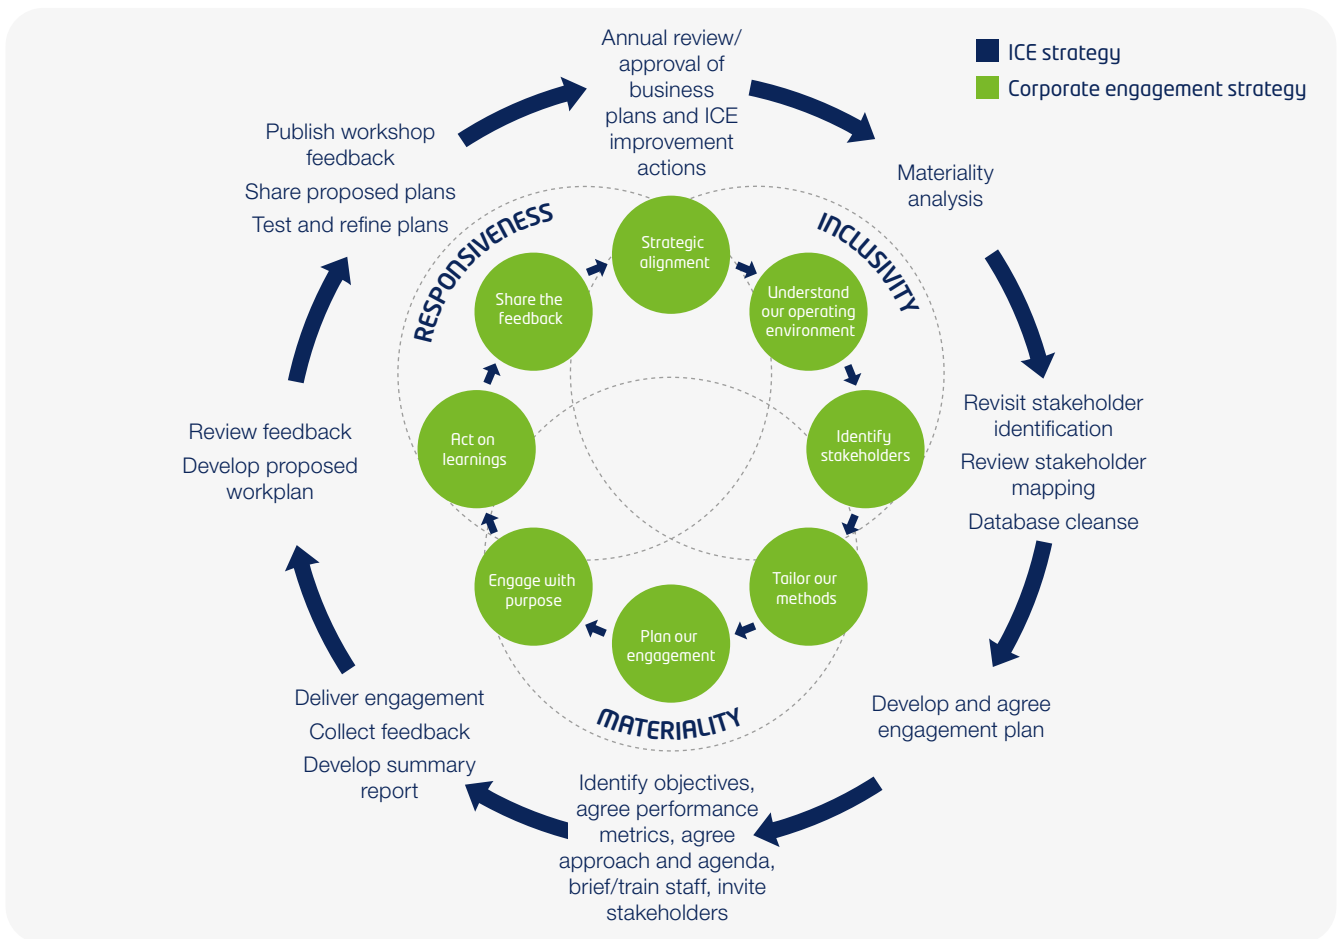 Annual review/
approval of
business
plans and ICE
improvement
actions
ICE strategy
Corporate engagement strategy
Publish workshop
feedback
Share proposed plans
Test and refine plans
Materiality
analysis
RESPONSIVENESS
INCLUSIVITY
Strategic
alignment
Share the
feedback
Understand
our operating
environment
Review feedback
Develop proposed
workplan
Act on
learnings
Identify
stakeholders
Revisit stakeholder
identification
Review stakeholder
mapping
Database cleanse
Engage with
purpose
Tailor our
methods
Plan our
engagement
MATERIALITY
Deliver engagement
Collect feedback
Develop summary
report
Develop and agree
engagement plan
Identify objectives,
agree performance
metrics, agree
approach and agenda,
brief/train staff, invite
stakeholders